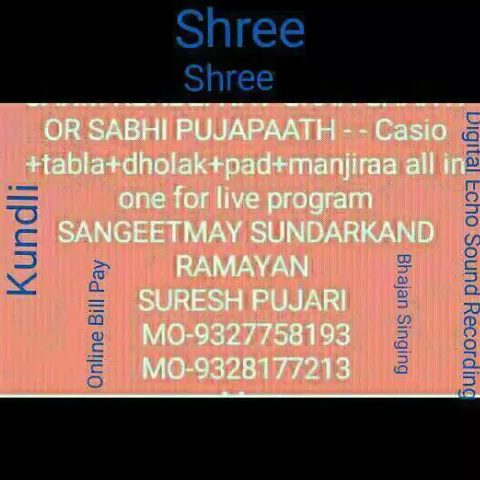 Shree
Shree
OR SABHI PUJAPAATH - - Casio
+tabla+dholak+pad+manjiraa all in
one for live program
SANGEETMAY SUNDARKAND
RAMAYAN
SURESH PUJARI
MO-9327758193
MO-9328177213
Kundli
Online Bill Pay
Bhajan Singing
Digital Echo Sound Recording